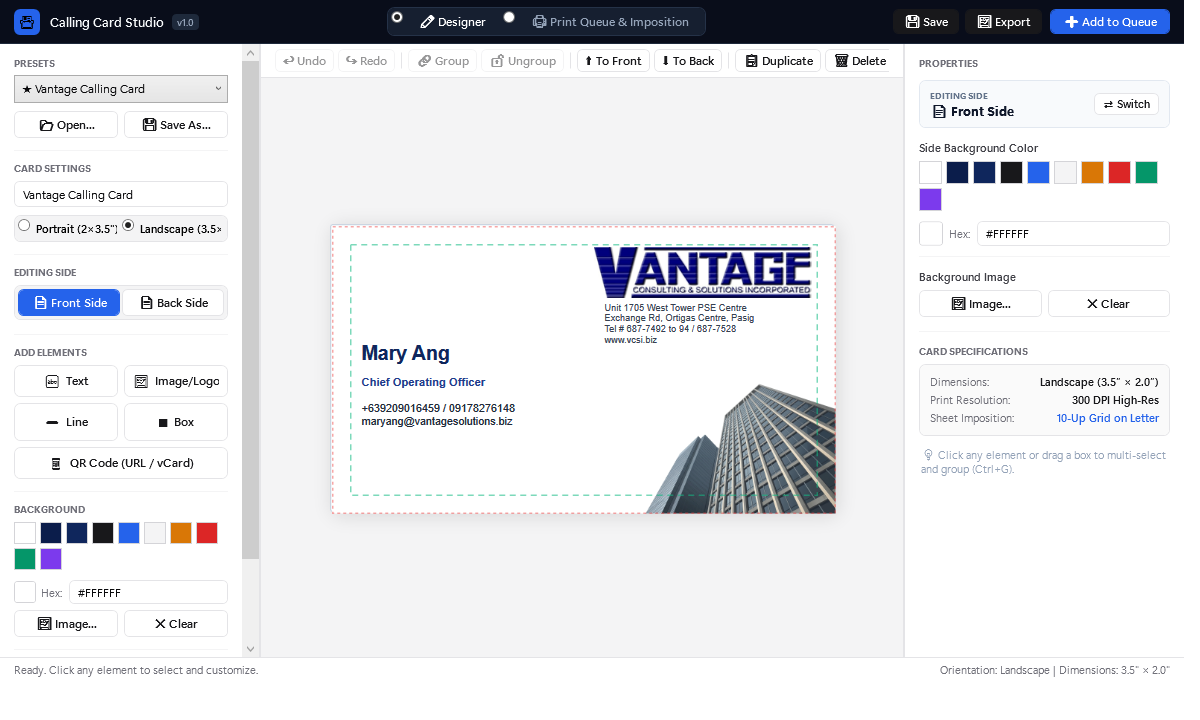 Calling Card Studio v1.0
Designer
Print Queue & Imposition
Save
Export
Add to Queue
PRESETS
★ Vantage Calling Card
Open...
Save As...
CARD SETTINGS
Vantage Calling Card
Portrait (2×3.5")
Landscape (3.5×
EDITING SIDE
Front Side
Back Side
ADD ELEMENTS
Text
Image/Logo
Line
Box
QR Code (URL / vCard)
BACKGROUND
Hex: #FFFFFF
Image...
Clear
Undo
Redo
Group
Ungroup
To Front
To Back
Duplicate
Delete
VANTAGE
CONSULTING & SOLUTIONS INCORPORATED
Unit 1705 West Tower PSE Centre
Exchange Rd, Ortigas Centre, Pasig
Tel # 687-7492 to 94 / 687-7528
www.vcsi.biz
Mary Ang
Chief Operating Officer
+639209016459 / 09178276148
maryang@vantagesolutions.biz
PROPERTIES
EDITING SIDE
Front Side
Switch
Side Background Color
Hex: #FFFFFF
Background Image
Image...
Clear
CARD SPECIFICATIONS
Dimensions: Landscape (3.5" × 2.0")
Print Resolution: 300 DPI High-Res
Sheet Imposition: 10-Up Grid on Letter
Click any element or drag a box to multi-select
and group (Ctrl+G).
Ready. Click any element to select and customize.
Orientation: Landscape | Dimensions: 3.5" × 2.0"